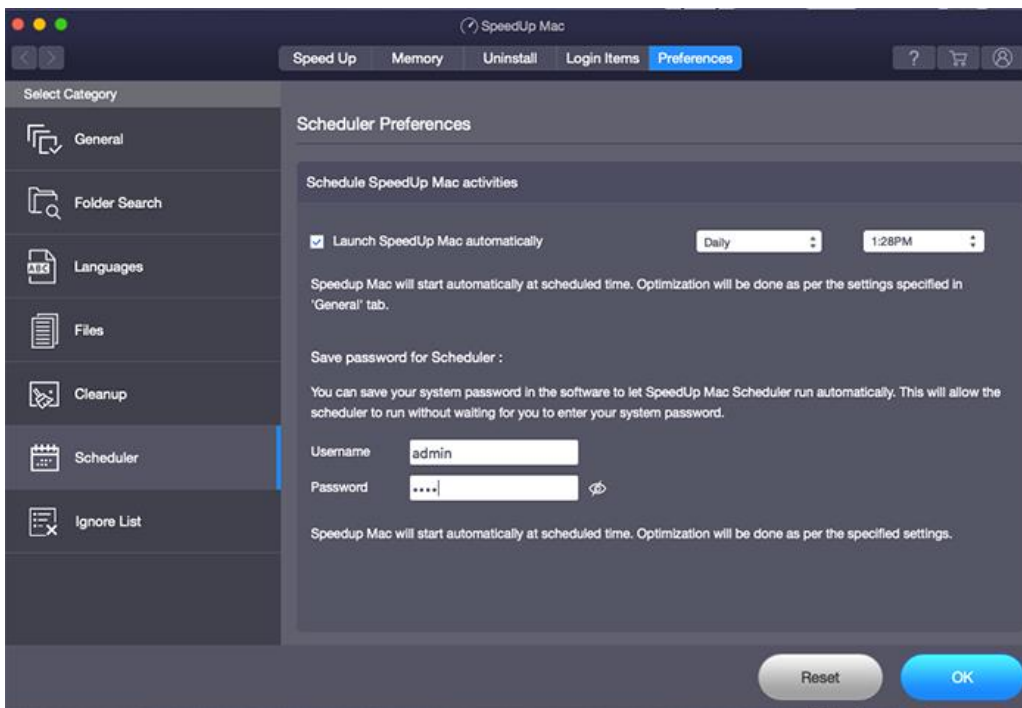 SpeedUp Mac
Speed Up Memory Uninstall Login Items Preferences ?
Select Category
General
Folder Search
ABC Languages
Files
Cleanup
Scheduler
Ignore List
Scheduler Preferences
Schedule SpeedUp Mac activities
Launch SpeedUp Mac automatically Daily 1:28PM
Speedup Mac will start automatically at scheduled time. Optimization will be done as per the settings specified in
'General' tab.
Save password for Scheduler :
You can save your system password in the software to let SpeedUp Mac Scheduler run automatically. This will allow the
scheduler to run without waiting for you to enter your system password.
Username admin
Password ••••
Speedup Mac will start automatically at scheduled time. Optimization will be done as per the specified settings.
Reset OK